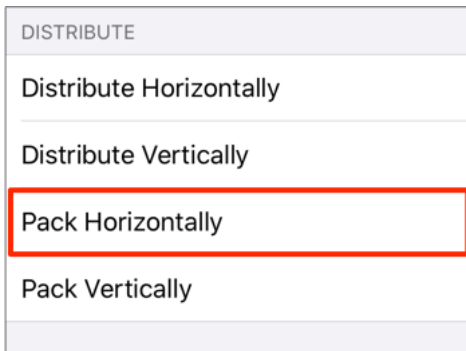 DISTRIBUTE
Distribute Horizontally
Distribute Vertically
Pack Horizontally
Pack Vertically